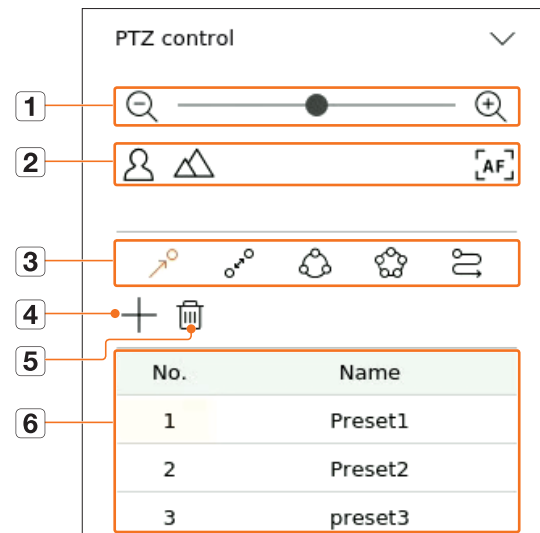 PTZ control
1
2
AF
3
4
5
6
No. Name
1 Preset1
2 Preset2
3 preset3